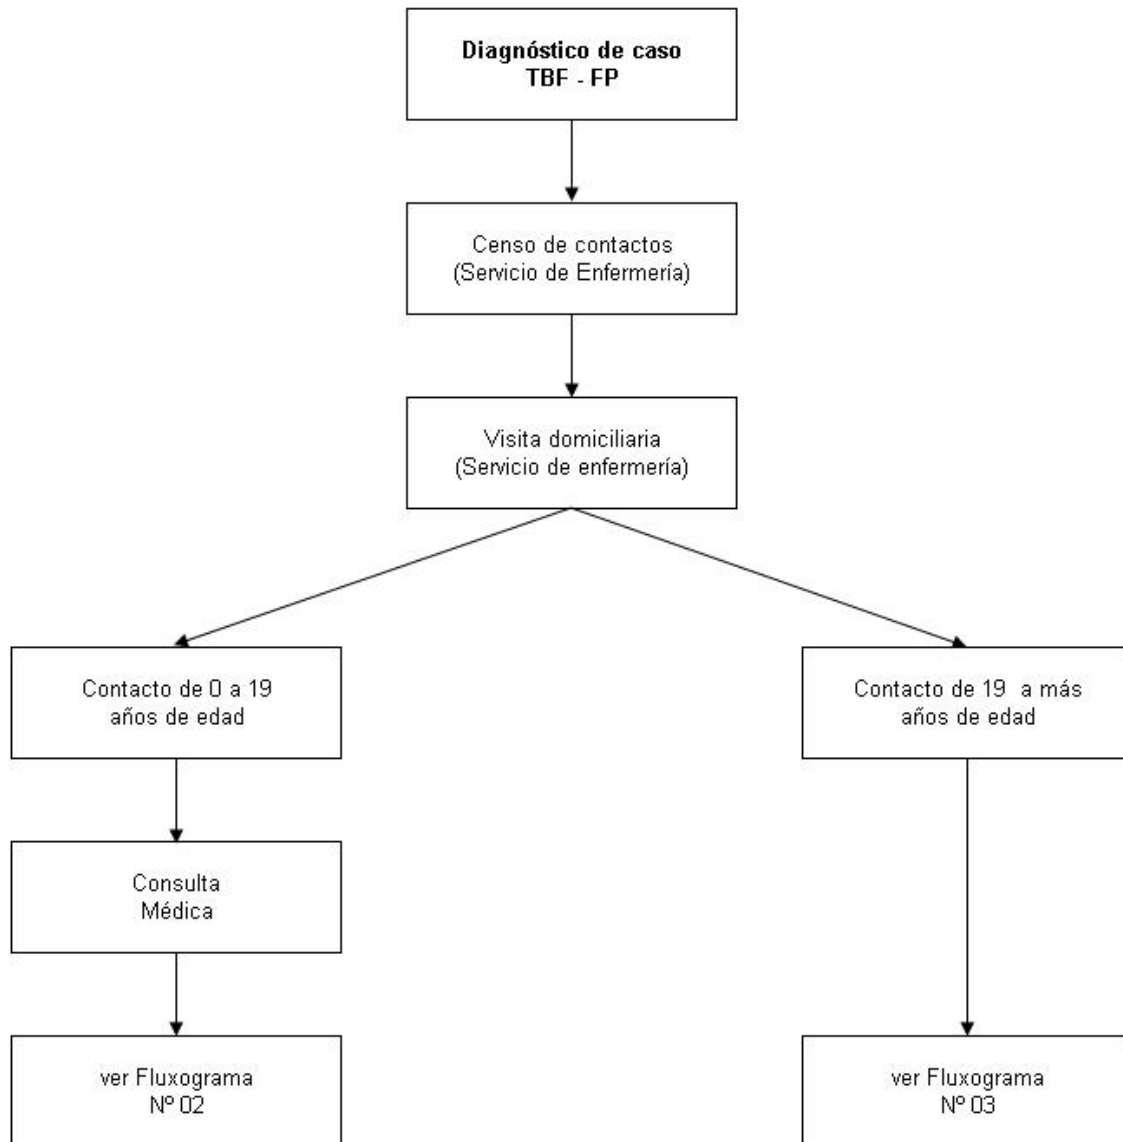 Diagnóstico de caso
TBF - FP
Censo de contactos
(Servicio de Enfermería)
Visita domiciliaria
(Servicio de enfermería)
Contacto de 0 a 19
años de edad
Contacto de 19 a más
años de edad
Consulta
Médica
ver Fluxograma
Nº 02
ver Fluxograma
Nº 03